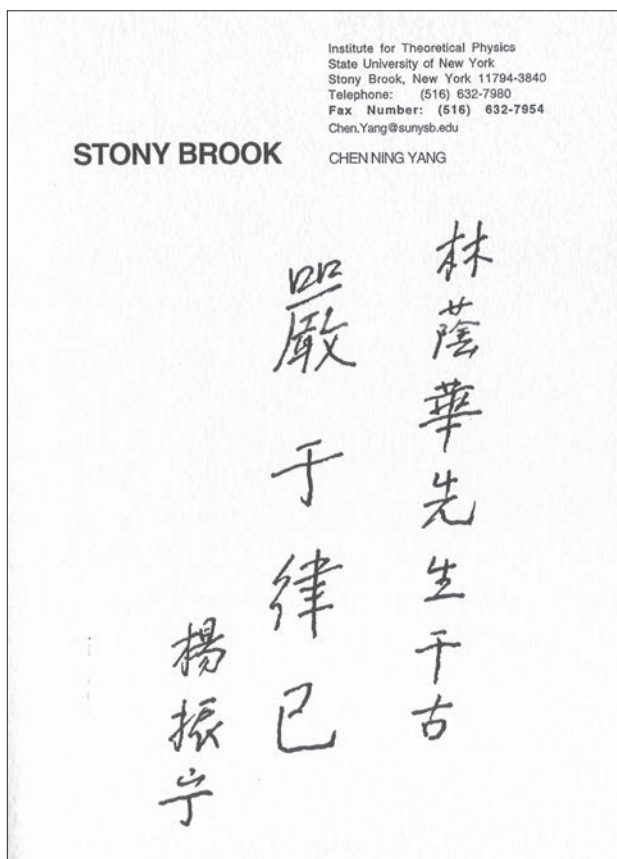 Institute for Theoretical Physics
State University of New York
Stony Brook, New York 11794-3840
Telephone: (516) 632-7980
Fax Number: (516) 632-7954
Chen.Yang@sunysb.edu
STONY BROOK
CHEN NING YANG
林蔭華先生千古
嚴于律已
楊振宁